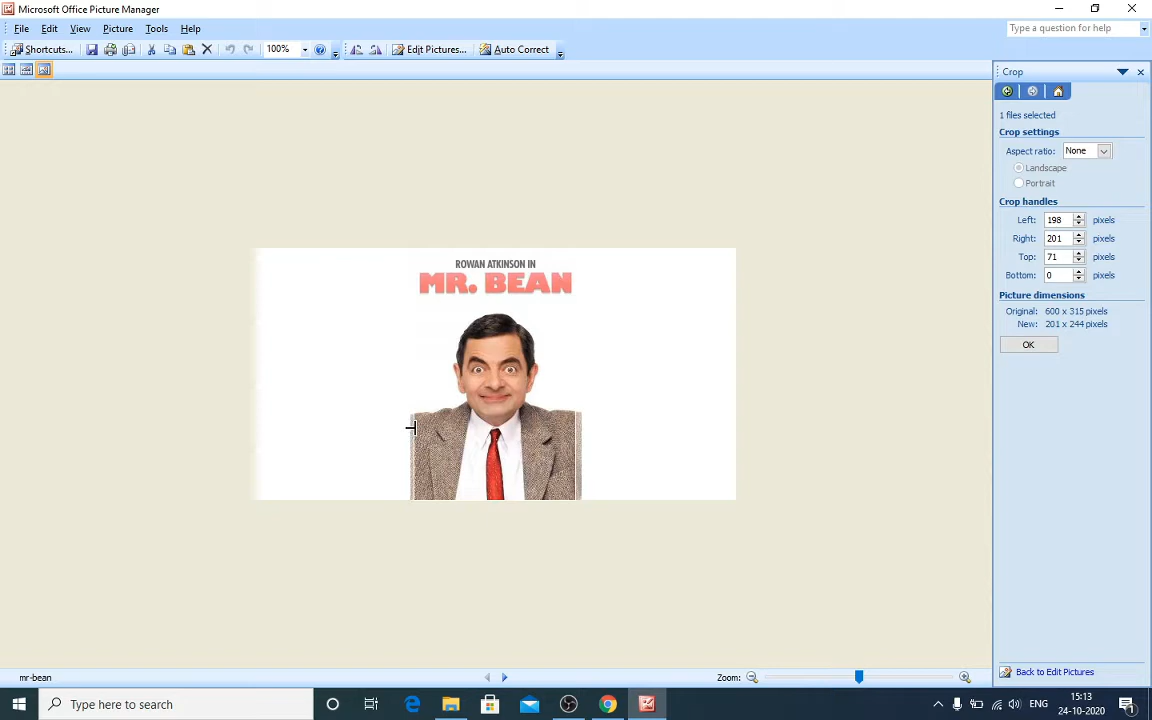 Microsoft Office Picture Manager
File Edit View Picture Tools Help
Type a question for help
Shortcuts... 100% Edit Pictures... Auto Correct
Crop
1 files selected
Crop settings
Aspect ratio: None
Landscape
Portrait
Crop handles
Left: 198 pixels
Right: 201 pixels
Top: 71 pixels
Bottom: 0 pixels
Picture dimensions
Original: 600 x 315 pixels
New: 201 x 244 pixels
OK
ROWAN ATKINSON IN
MR. BEAN
Back to Edit Pictures
mr-bean
Zoom:
Type here to search
ENG
15:13
24-10-2020
1